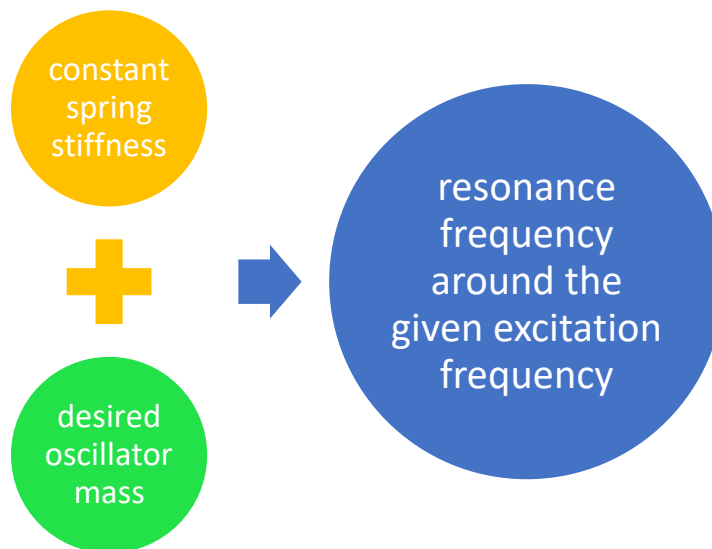 constant
spring
stiffness
desired
oscillator
mass
resonance
frequency
around the
given excitation
frequency